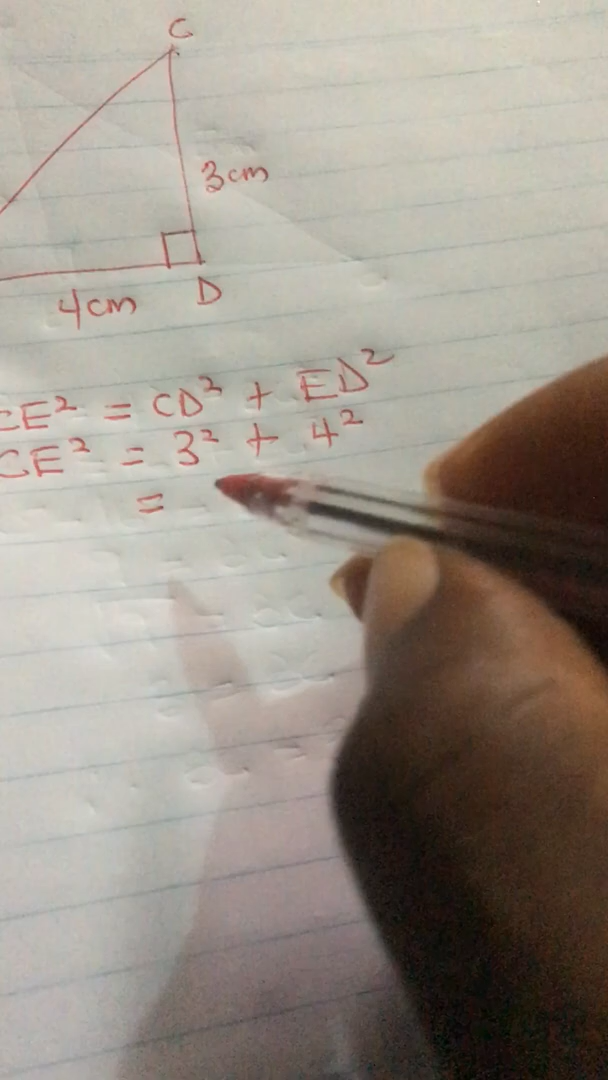 C
3cm
4cm D
CE² = CD² + ED²
CE² = 3² + 4²
=